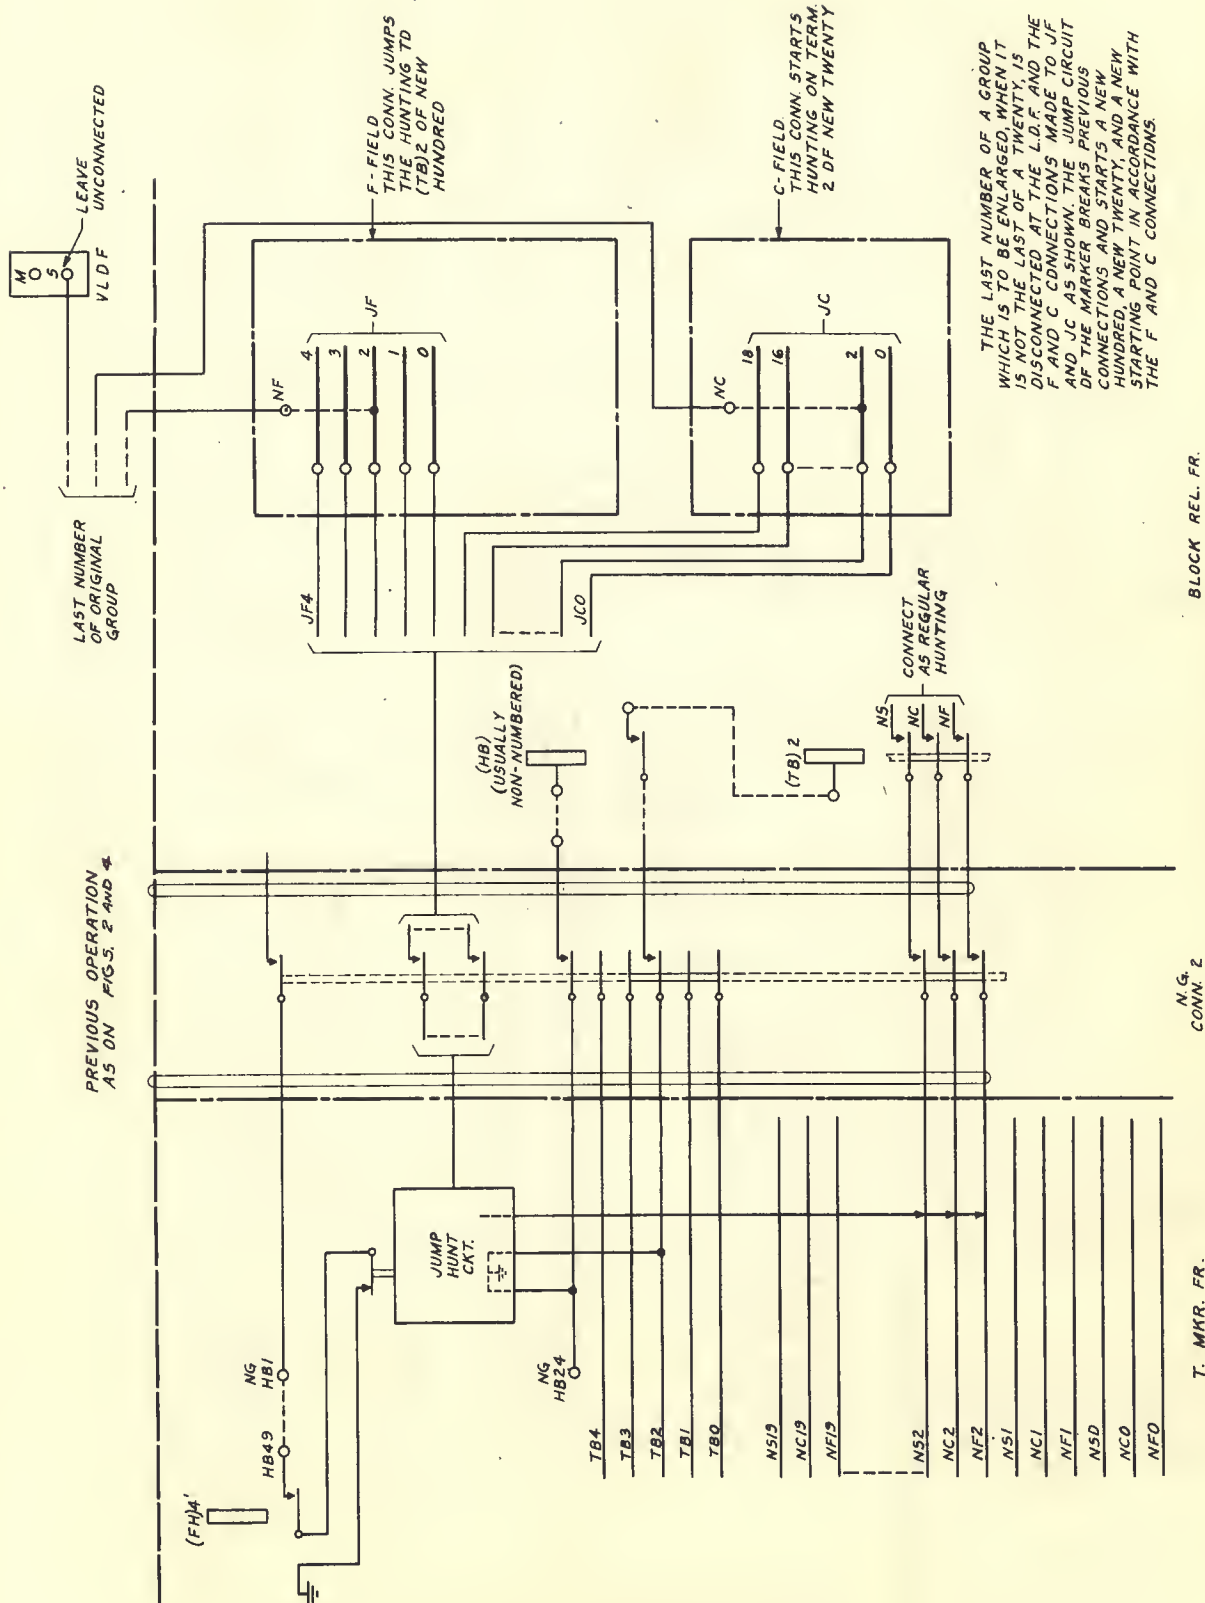 M
S
LEAVE
UNCONNECTED
VLDF
LAST NUMBER
OF ORIGINAL
GROUP
F-FIELD
THIS CONN. JUMPS
THE HUNTING TO
(TB)2 OF NEW
HUNDRED
NF
4
3
2
1
0
JF
JF4
C-FIELD
THIS CONN. STARTS
HUNTING ON TERM.
2 OF NEW TWENTY
NC
18
16
2
0
JC
JC0
THE LAST NUMBER OF A GROUP
WHICH IS TO BE ENLARGED, WHEN IT
IS NOT THE LAST OF A TWENTY, IS
DISCONNECTED AT THE L.D.F. AND THE
F AND C CONNECTIONS MADE TO JF
AND JC AS SHOWN. THE JUMP CIRCUIT
OF THE MARKER BREAKS PREVIOUS
CONNECTIONS AND STARTS A NEW
HUNDRED, A NEW TWENTY, AND A NEW
STARTING POINT IN ACCORDANCE WITH
THE F AND C CONNECTIONS.
PREVIOUS OPERATION
AS ON FIGS. 2 AND 4
(HB)
(USUALLY
NON-NUMBERED)
(TB)2
CONNECT
AS REGULAR
HUNTING
NS
NC
NF
BLOCK REL. FR.
N.G.
CONN. 2
(FH)4'
HB49
NG
HB1
JUMP
HUNT
CKT.
NG
HB24
TB4
TB3
TB2
TB1
TB0
NS19
NC19
NF19
NS2
NC2
NF2
NS1
NC1
NF1
NS0
NC0
NF0
T. MKR. FR.